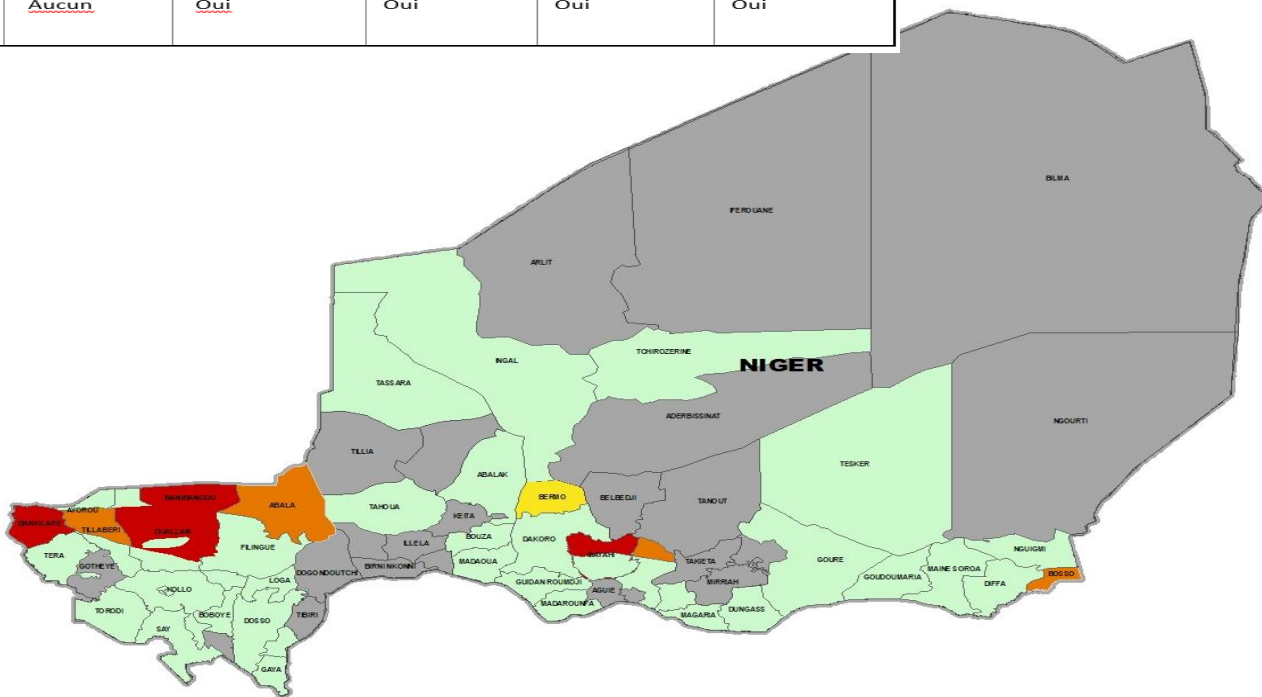 Aucun Oui Oui Oui Oui
BILMA
IFEROUANE
ARLIT
TCHIROZERINE
NIGER
INGAL
TASSARA
ADERBISSINAT
NGOURTI
TILLIA
TESKER
ABALAK
BERMO
BELBEDJI
TANOUT
BANIBANGOU
ABALA
TAHOUA
AYOROU
KEITA
TILLABERI
OUALLAM
BOUZA
DAKORO
ILLELA
FILINGUE
MAYAHI
NGUIGMI
TERA
GOTHEYE
MADAOUA
TAKIETA
GOURE
DOGONDOUTCHI
BIRNI NKONNI
MAINE SOROA
BOSSO
GOUDOUMARIA
LOGA
GUIDAN ROUMDJI
MIRRIAH
DIFFA
KOLLO
AGUIE
TORODI
MADAROUNFA
DUNGASS
BOBOYE
TIBIRI
MAGARIA
DOSSO
SAY
GAYA